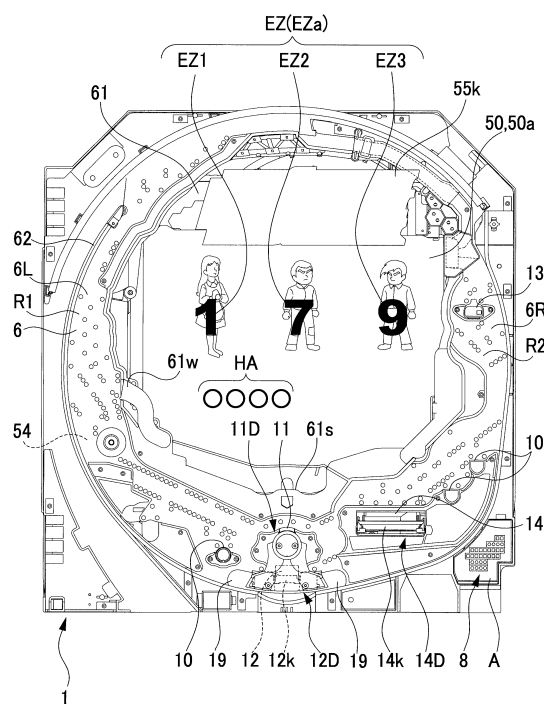 EZ(EZa)
EZ1 EZ2 EZ3
61 55k
50,50a
62
6L 13
R1 6R
6 R2
1 7 9
61w HA
61s
54 11D 11 10
14
10 19 12 12k 12D 19 14k 14D 8 A
1